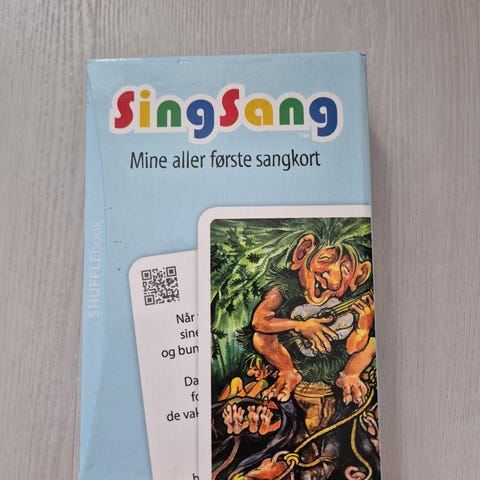 SingSang
TM
Mine aller første sangkort
SHUFFLEbook
Når
sine
og bun
Da
fo
de vak